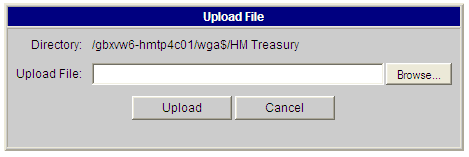 Upload File
Directory: /gbxvw6-hmtp4c01/wga$/HM Treasury
Upload File: Browse...
Upload Cancel